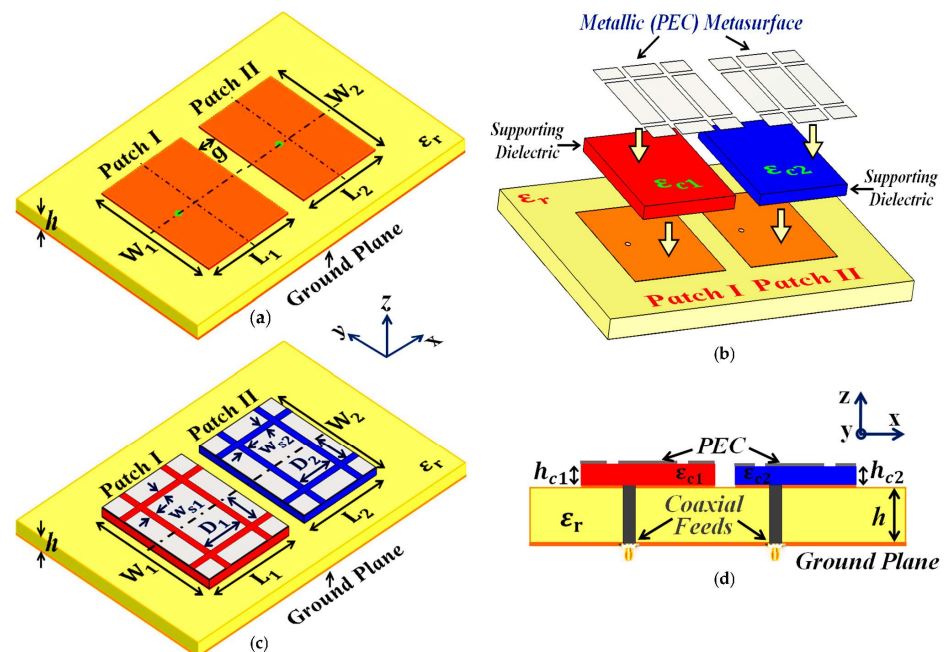 Patch II
W₂
Patch I
g
εᵣ
L₂
h
W₁
L₁
Ground Plane
(a)
Metallic (PEC) Metasurface
Supporting
Dielectric
εc1
εc2
Supporting
Dielectric
εᵣ
Patch I Patch II
(b)
z
y
x
Patch II
W₂
Patch I
Ws2
D₂
εᵣ
Ws1
D₁
L₂
h
W₁
L₁
Ground Plane
(c)
z
y
x
PEC
hc1
εc1
εc2
hc2
εr
Coaxial
Feeds
h
Ground Plane
(d)